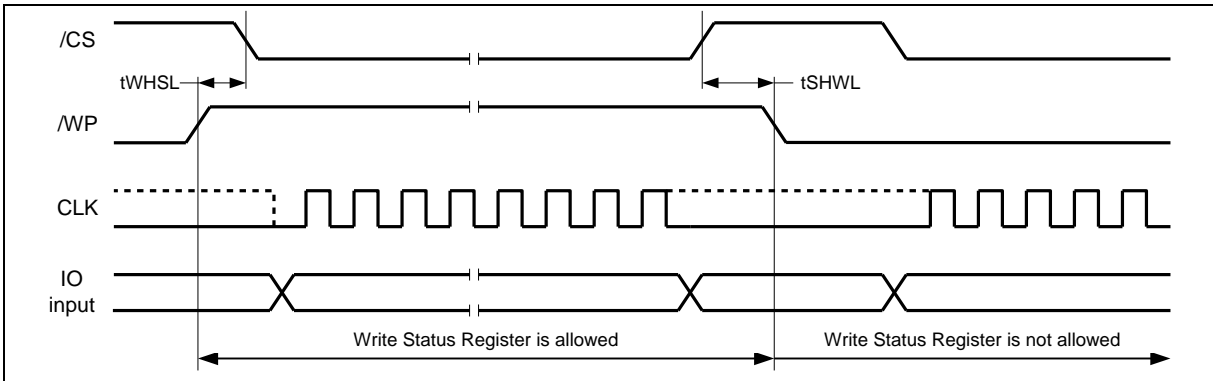 /CS
tWHSL
tSHWL
/WP
CLK
IO
input
Write Status Register is allowed
Write Status Register is not allowed